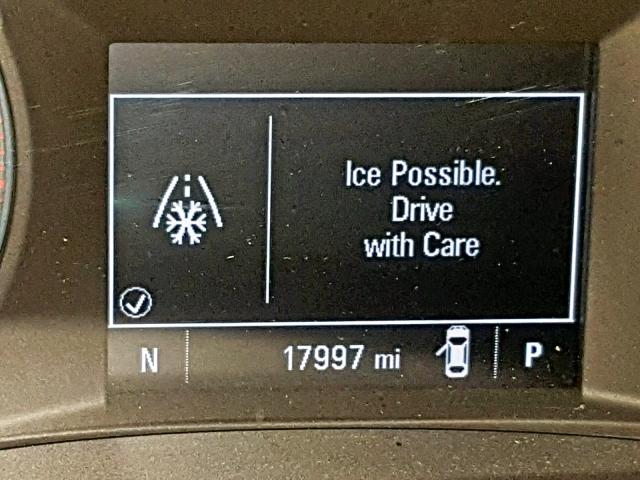 Ice Possible.
Drive
with Care
N 17997 mi P